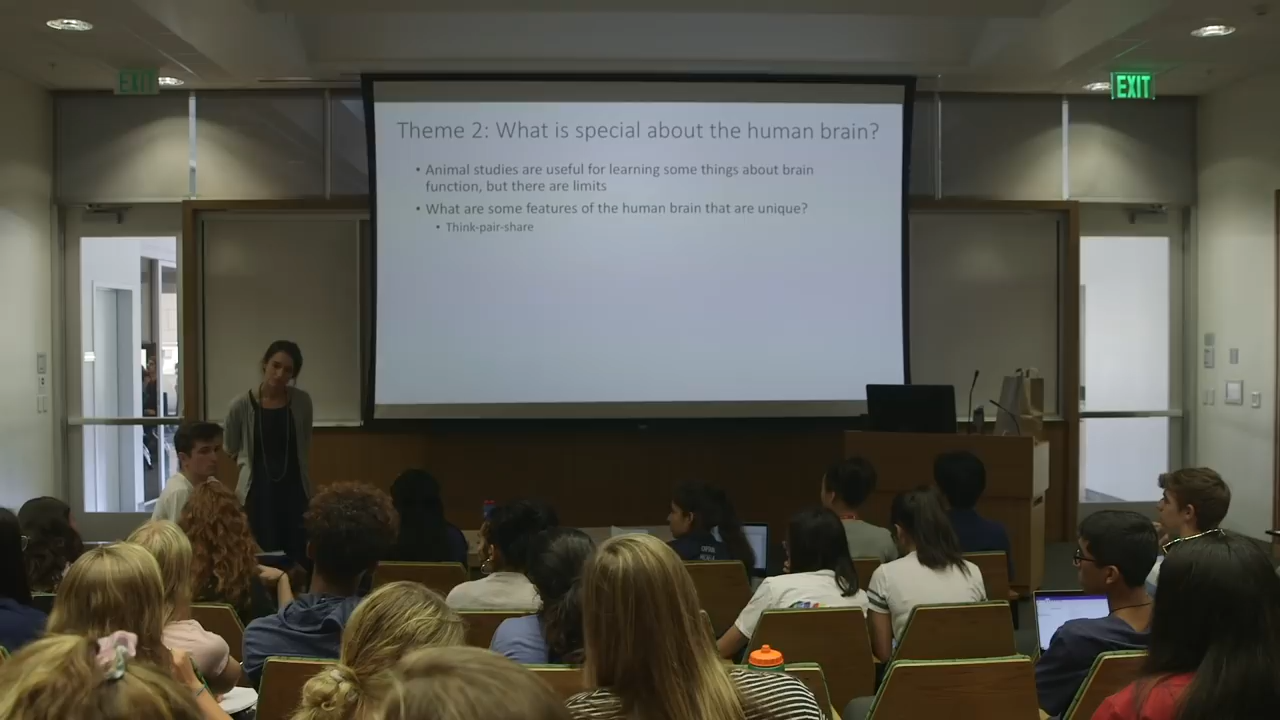 EXIT
EXIT
Theme 2: What is special about the human brain?
• Animal studies are useful for learning some things about brain
function, but there are limits
• What are some features of the human brain that are unique?
• Think-pair-share